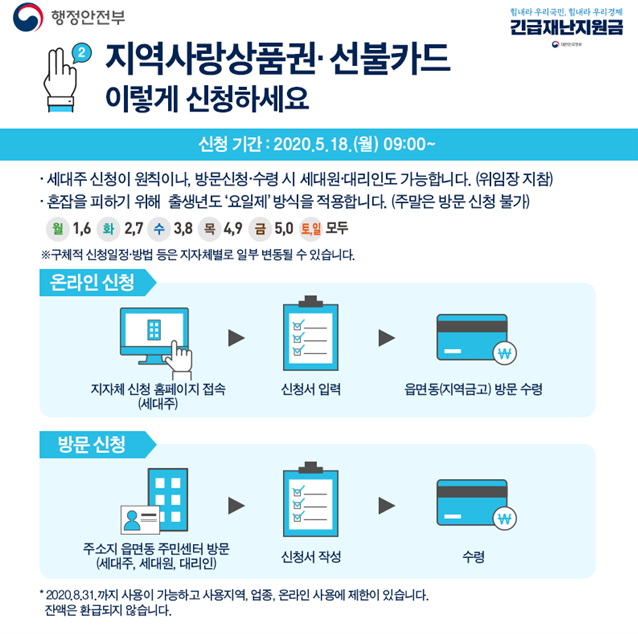 행정안전부
힘내라 우리국민, 힘내라 우리경제
긴급재난지원금
대한민국정부
2
지역사랑상품권· 선불카드
이렇게 신청하세요
신청 기간 : 2020.5.18.(월) 09:00~
· 세대주 신청이 원칙이나, 방문신청·수령 시 세대원·대리인도 가능합니다. (위임장 지참)
· 혼잡을 피하기 위해 출생년도 ‘요일제’ 방식을 적용합니다. (주말은 방문 신청 불가)
월 1,6 화 2,7 수 3,8 목 4,9 금 5,0 토,일 모두
※구체적 신청일정·방법 등은 지자체별로 일부 변동될 수 있습니다.
온라인 신청
지자체 신청 홈페이지 접속
(세대주)
신청서 입력
₩
읍면동(지역금고) 방문 수령
방문 신청
주소지 읍면동 주민센터 방문
(세대주, 세대원, 대리인)
신청서 작성
₩
수령
* 2020.8.31.까지 사용이 가능하고 사용지역, 업종, 온라인 사용에 제한이 있습니다.
잔액은 환급되지 않습니다.